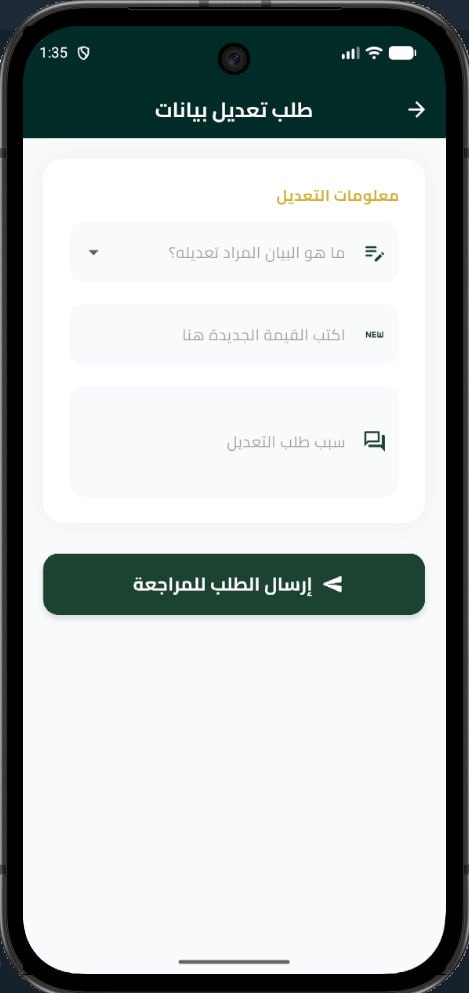 1:35
طلب تعديل بيانات
معلومات التعديل
ما هو البيان المراد تعديله؟
NEW
اكتب القيمة الجديدة هنا
سبب طلب التعديل
إرسال الطلب للمراجعة